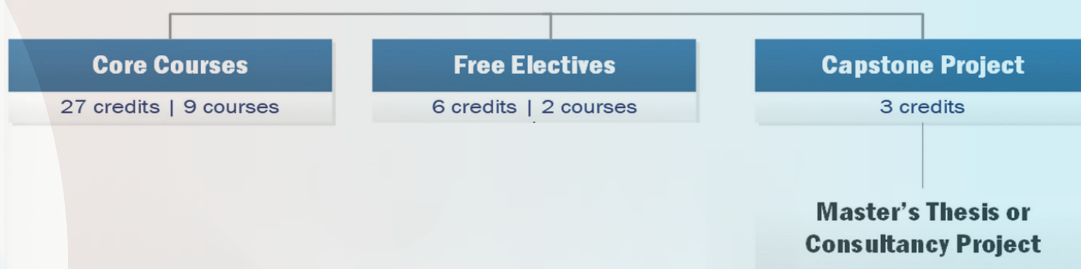 Core Courses
27 credits | 9 courses
Free Electives
6 credits | 2 courses
Capstone Project
3 credits
Master's Thesis or
Consultancy Project